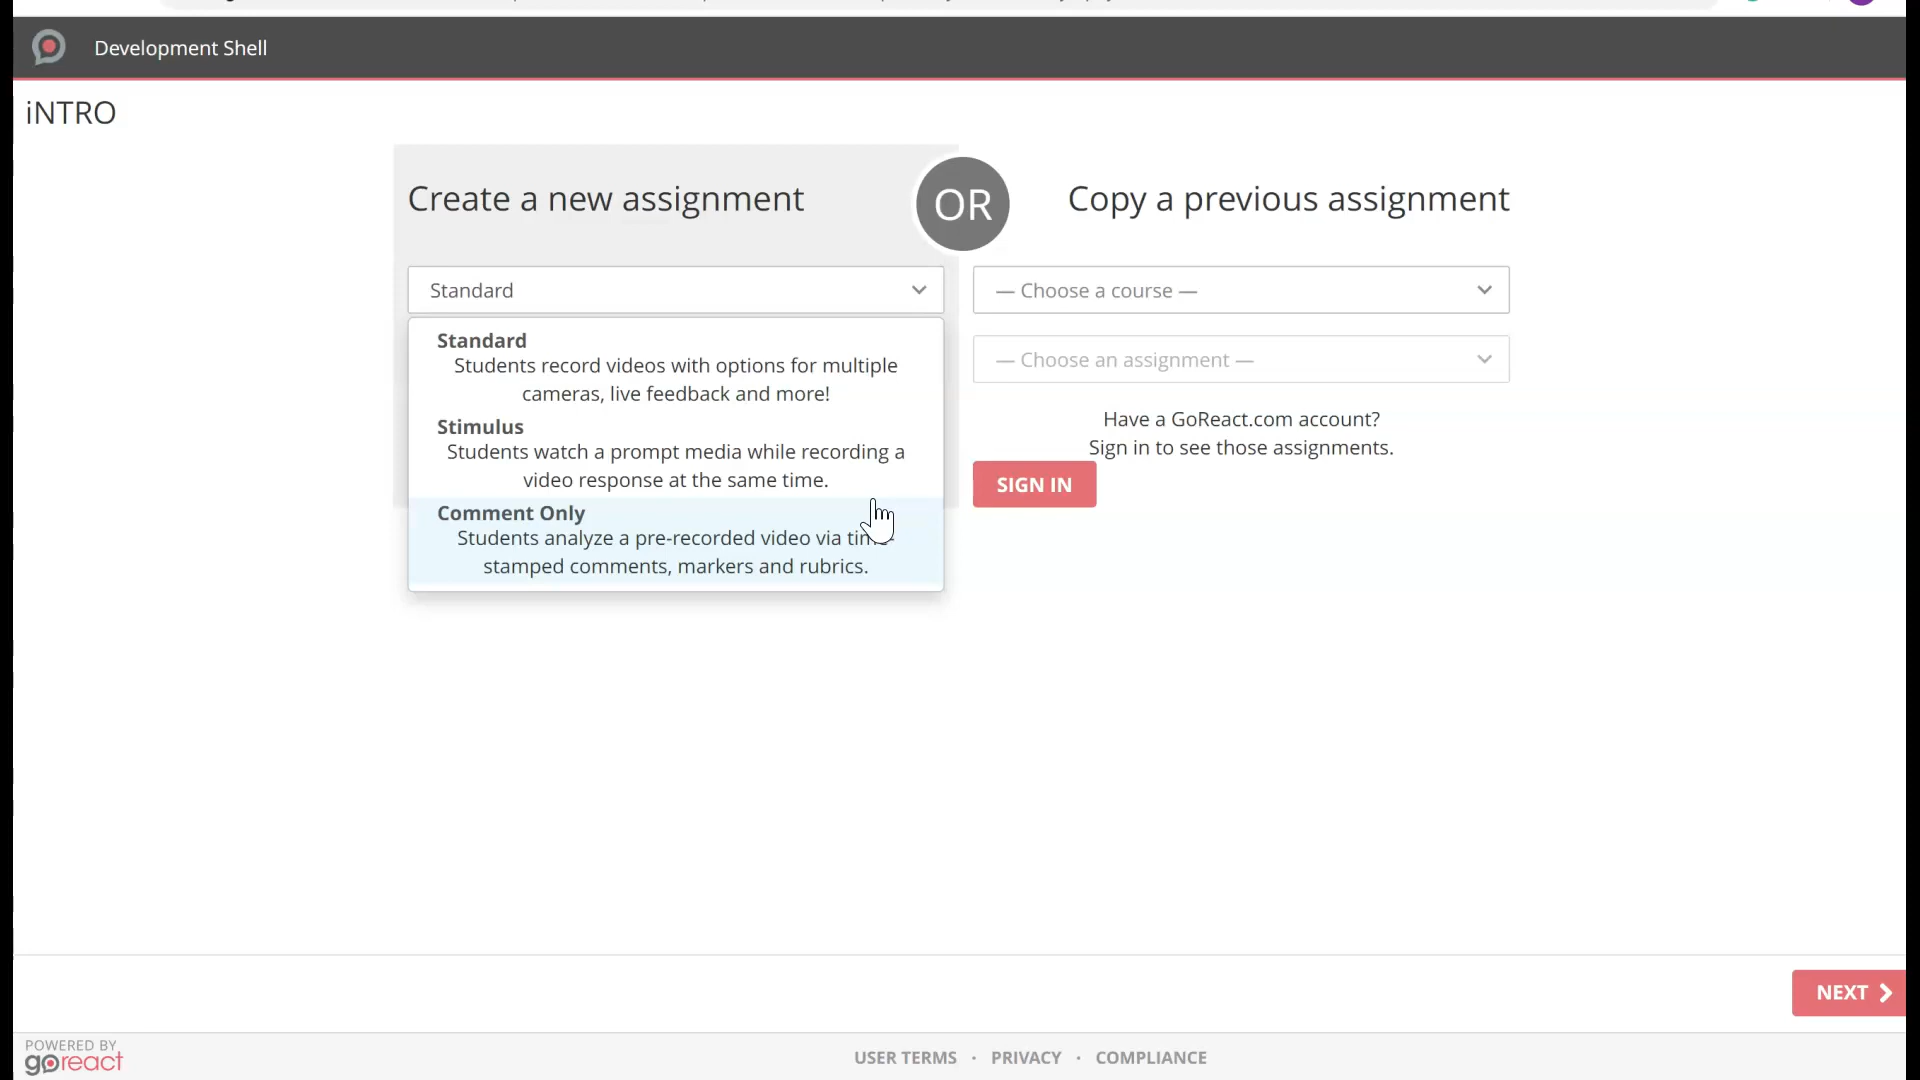 Development Shell
iNTRO
Create a new assignment
OR
Copy a previous assignment
Standard
— Choose a course —
Standard
Students record videos with options for multiple
cameras, live feedback and more!
Stimulus
Students watch a prompt media while recording a
video response at the same time.
Comment Only
Students analyze a pre-recorded video via time-
stamped comments, markers and rubrics.
— Choose an assignment —
Have a GoReact.com account?
Sign in to see those assignments.
SIGN IN
NEXT
POWERED BY
goreact
USER TERMS · PRIVACY · COMPLIANCE